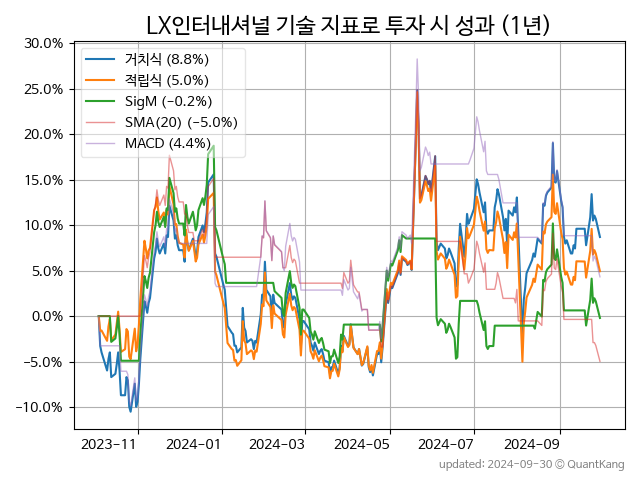 LX인터내셔널 기술 지표로 투자 시 성과 (1년)
30.0%
25.0%
20.0%
15.0%
10.0%
5.0%
0.0%
−5.0%
−10.0%
거치식 (8.8%)
적립식 (5.0%)
SigM (−0.2%)
SMA(20) (−5.0%)
MACD (4.4%)
2023-11 2024-01 2024-03 2024-05 2024-07 2024-09
updated: 2024-09-30 © QuantKang